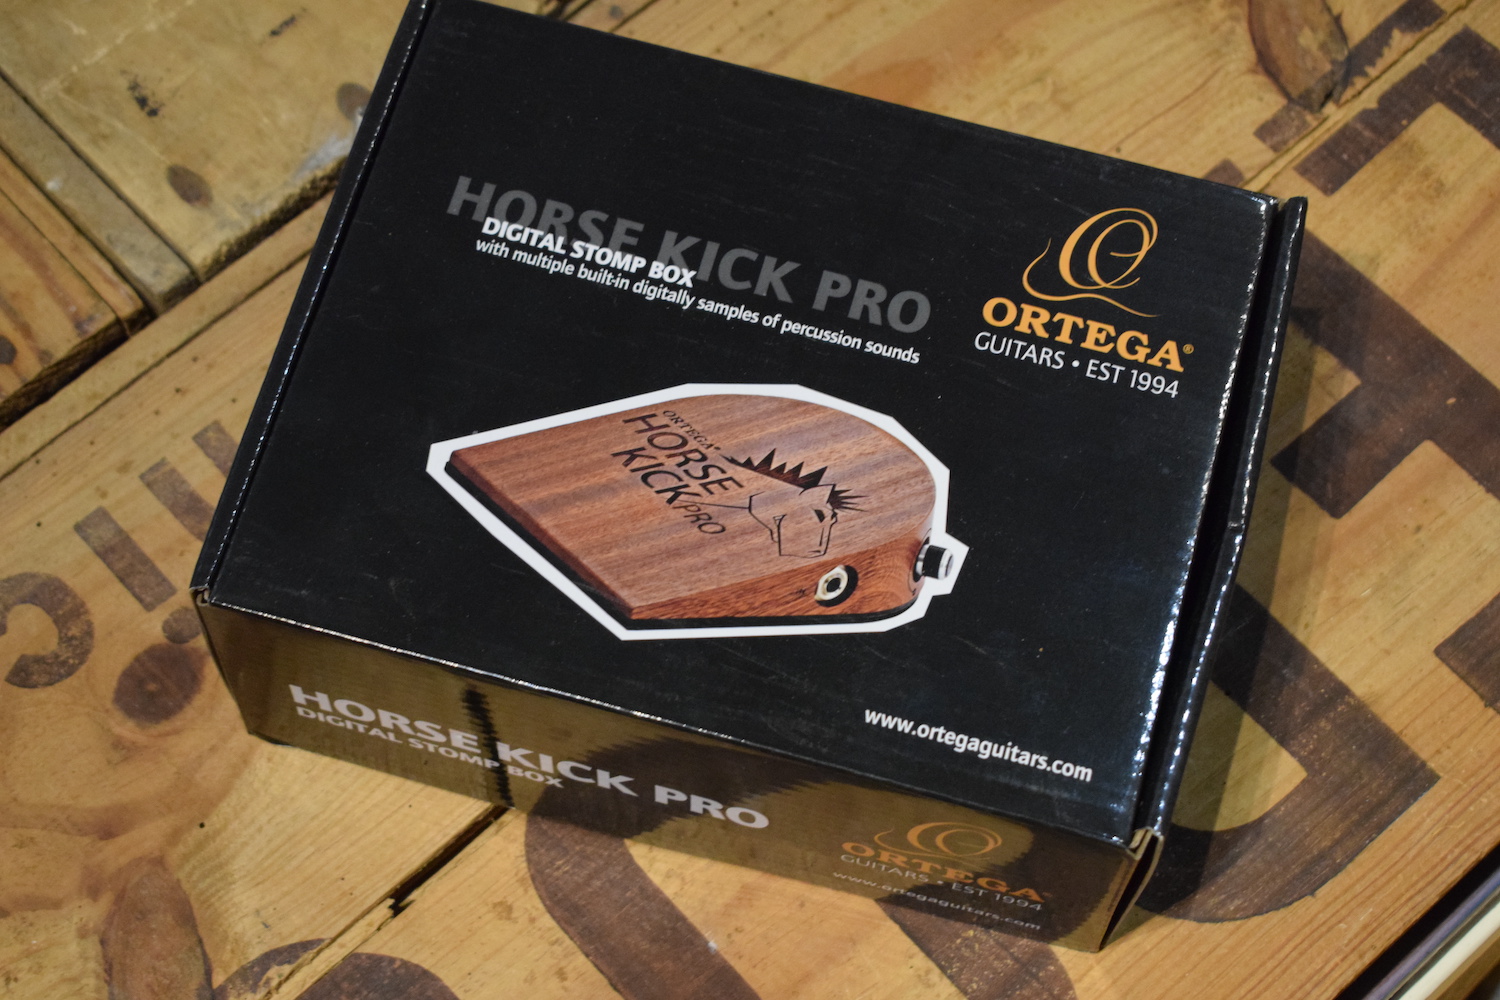 HORSE KICK PRO
DIGITAL STOMP BOX
with multiple built-in digitally samples of percussion sounds
ORTEGA®
GUITARS • EST 1994
ORTEGA®
HORSE
KICK PRO
www.ortegaguitars.com
HORSE KICK PRO
DIGITAL STOMP BOX
ORTEGA®
GUITARS • EST 1994
www.ortegaguitars.com